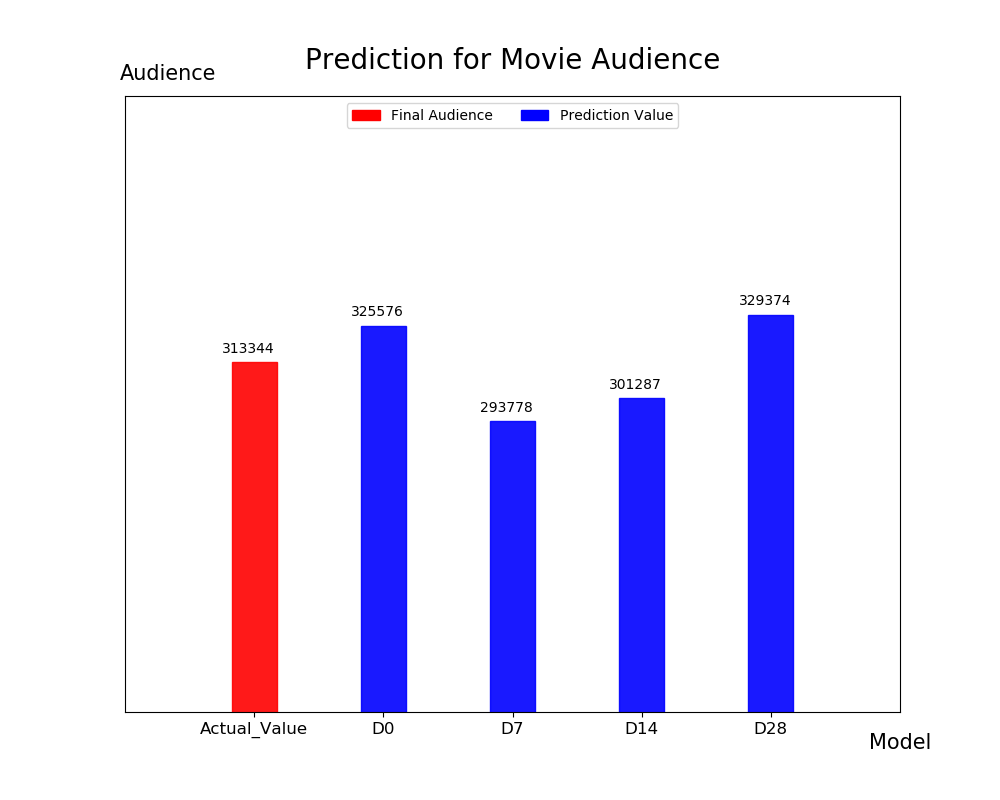 Prediction for Movie Audience
Audience
Final Audience
Prediction Value
313344
325576
293778
301287
329374
Actual_Value
D0
D7
D14
D28
Model